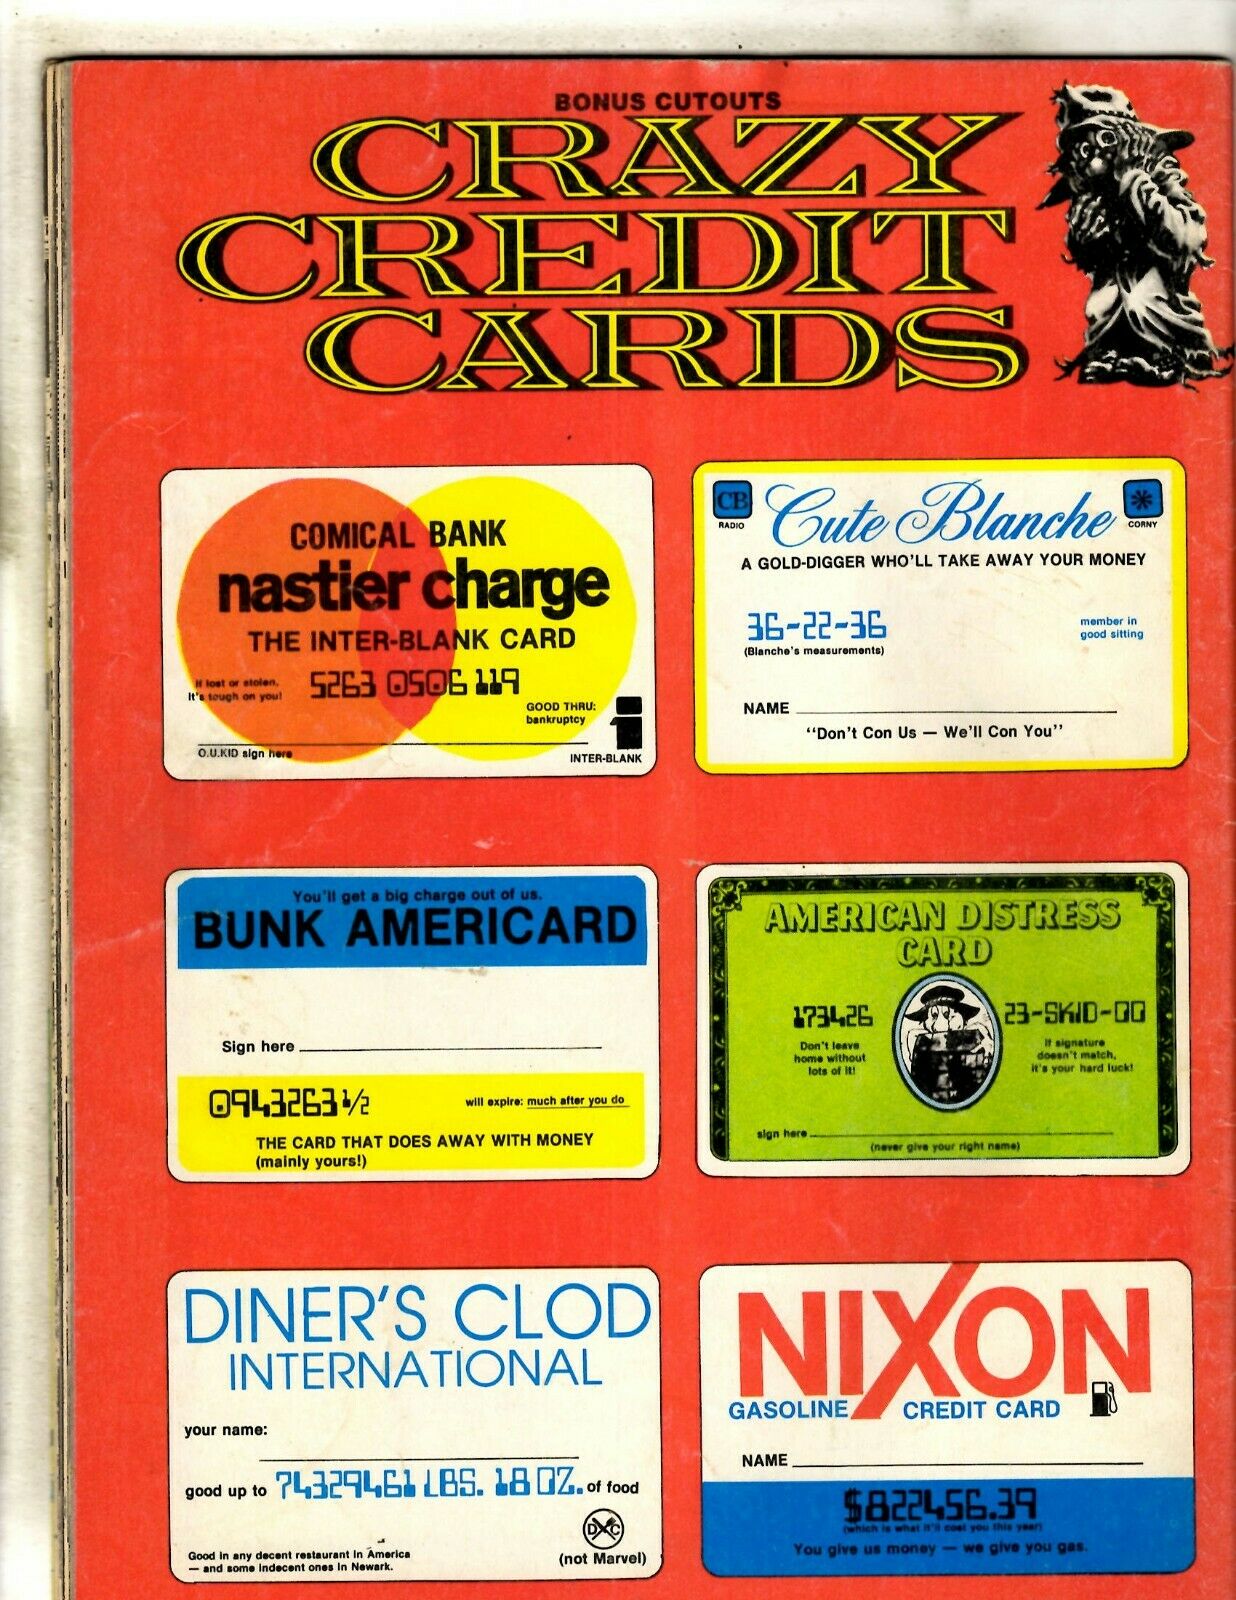 BONUS CUTOUTS
CRAZY
CREDIT
CARDS
COMICAL BANK
nastier charge
THE INTER-BLANK CARD
If lost or stolen,
It's tough on you!
5263 0506 119
GOOD THRU:
bankruptcy
O.U.KID sign here
i
INTER-BLANK
CB
RADIO
Cute Blanche
CORNY
A GOLD-DIGGER WHO'LL TAKE AWAY YOUR MONEY
36-22-36
(Blanche's measurements)
member in
good sitting
NAME
"Don't Con Us — We'll Con You"
You'll get a big charge out of us.
BUNK AMERICARD
Sign here
0943263 1/2
will expire: much after you do
THE CARD THAT DOES AWAY WITH MONEY
(mainly yours!)
AMERICAN DISTRESS
CARD
173426
23-SKID-00
Don't leave
home without
lots of it!
If signature
doesn't match,
it's your hard luck!
sign here
(never give your right name)
DINER'S CLOD
INTERNATIONAL
your name:
good up to 74329461 LBS. 18 OZ. of food
DC
Good in any decent restaurant in America
— and some indecent ones in Newark.
(not Marvel)
NIXON
GASOLINE CREDIT CARD
NAME
$822456.39
(which is what it'll cost you this year)
You give us money — we give you gas.